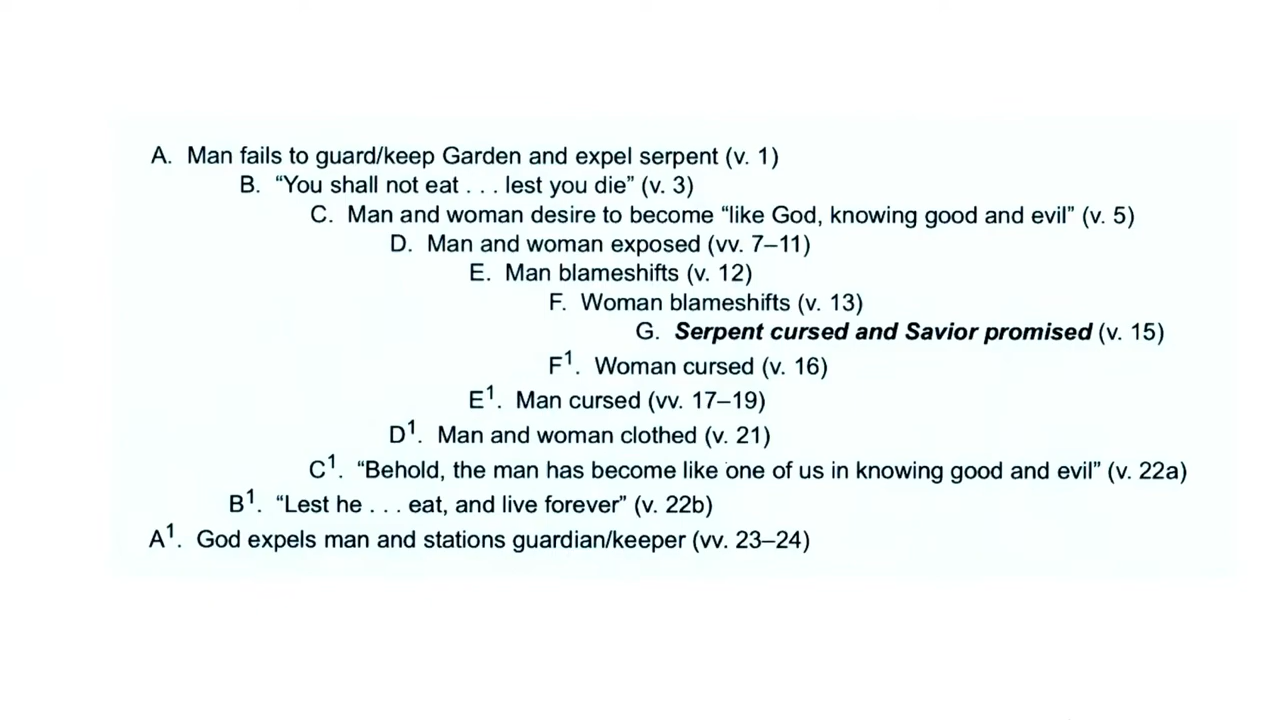 A. Man fails to guard/keep Garden and expel serpent (v. 1)
B. “You shall not eat . . . lest you die” (v. 3)
C. Man and woman desire to become “like God, knowing good and evil” (v. 5)
D. Man and woman exposed (vv. 7–11)
E. Man blameshifts (v. 12)
F. Woman blameshifts (v. 13)
G. Serpent cursed and Savior promised (v. 15)
F¹. Woman cursed (v. 16)
E¹. Man cursed (vv. 17–19)
D¹. Man and woman clothed (v. 21)
C¹. “Behold, the man has become like one of us in knowing good and evil” (v. 22a)
B¹. “Lest he . . . eat, and live forever” (v. 22b)
A¹. God expels man and stations guardian/keeper (vv. 23–24)